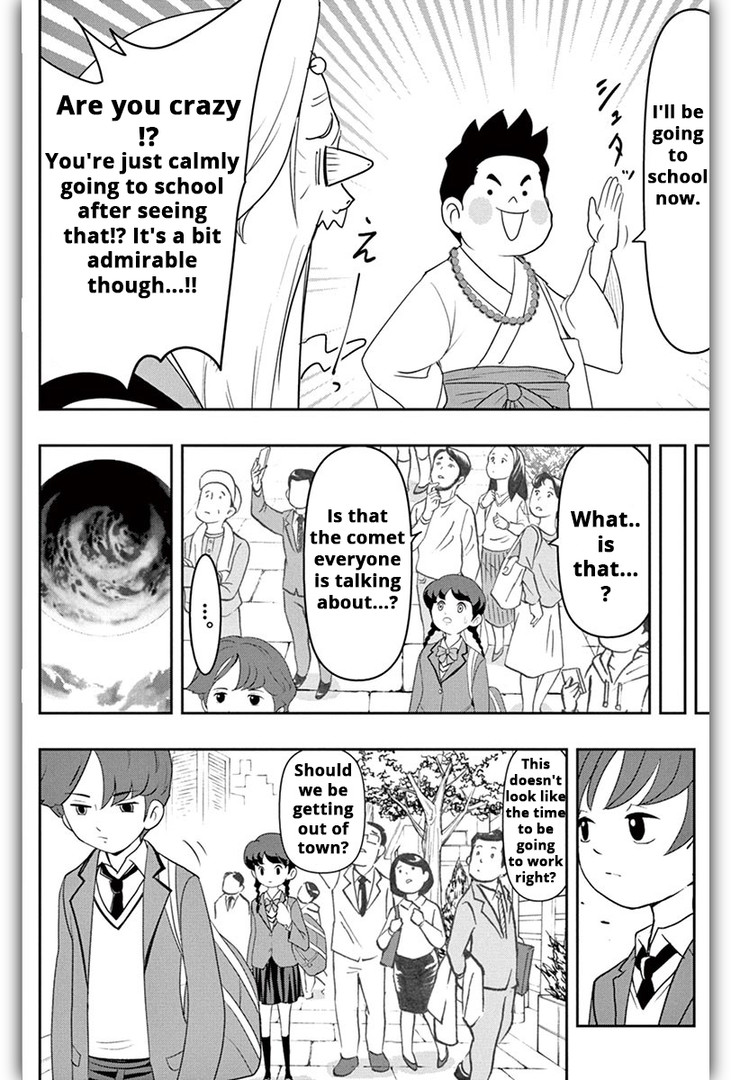 I'll be
going
to
school
now.
シュタッ
Are you crazy
!?
You're just calmly
going to school
after seeing
that!? It's a bit
admirable
though...!!
え
What..
is
that...
?
Is that
the comet
everyone
is talking
about...?
…。
This
doesn't
look like
the time
to be
going
to work
right?
Should
we be
getting
out of
town?